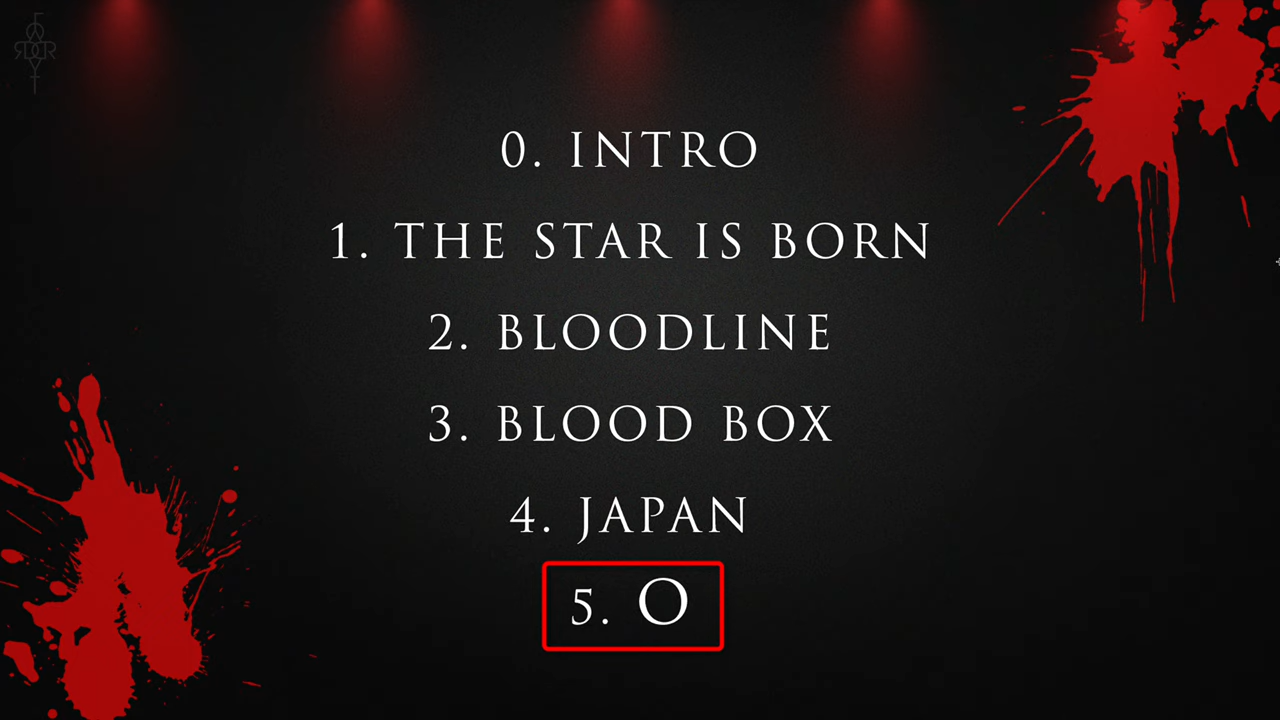 0. INTRO
1. THE STAR IS BORN
2. BLOODLINE
3. BLOOD BOX
4. JAPAN
5. O